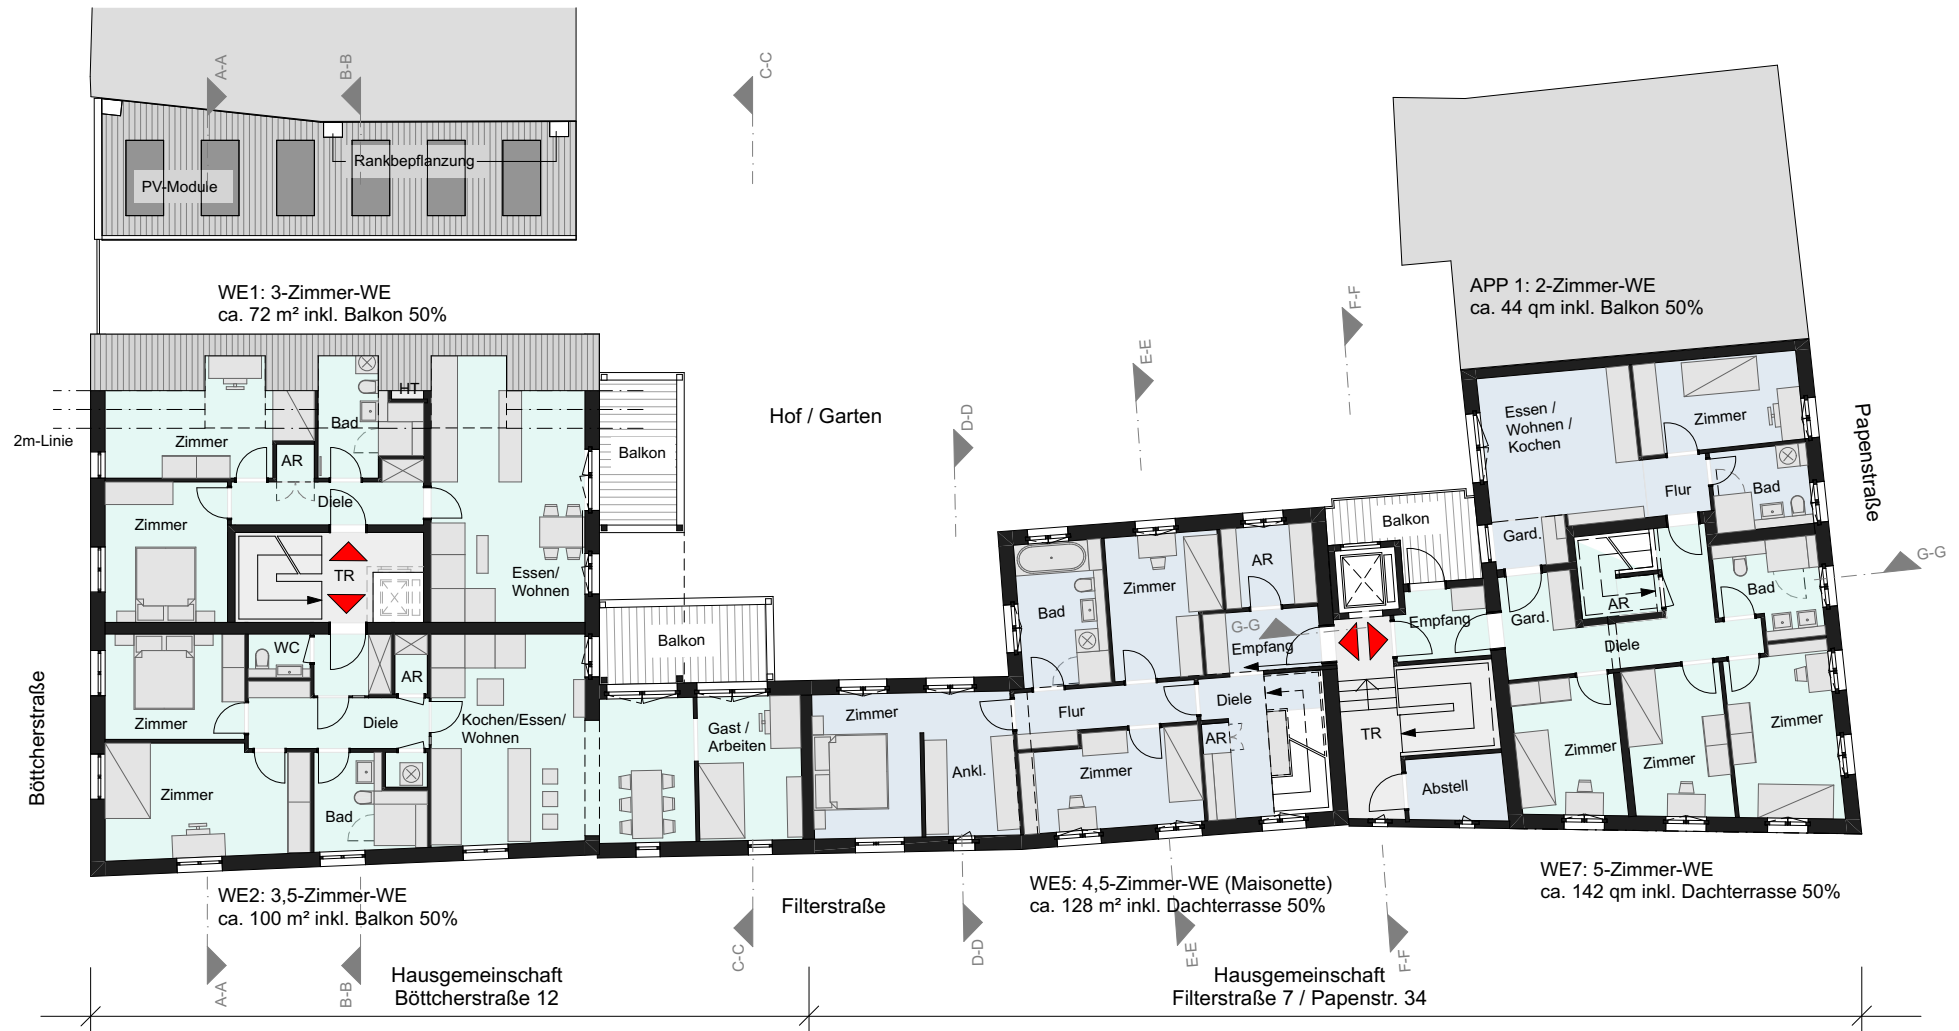 A-A
B-B
C-C
Rankbepflanzung
PV-Module
WE1: 3-Zimmer-WE
ca. 72 m² inkl. Balkon 50%
APP 1: 2-Zimmer-WE
ca. 44 qm inkl. Balkon 50%
F-F
E-E
D-D
Hof / Garten
2m-Linie
HT
Zimmer
Bad
AR
Diele
Balkon
Zimmer
TR
Essen/
Wohnen
Balkon
WC
AR
Zimmer
Diele
Kochen/Essen/
Wohnen
Gast /
Arbeiten
Zimmer
Bad
Böttcherstraße
Essen /
Wohnen /
Kochen
Zimmer
Flur
Bad
Gard.
Papenstraße
G-G
Balkon
AR
Zimmer
Bad
G-G
Empfang
Empfang
Gard.
AR
Bad
Diele
Zimmer
Flur
Diele
AR
Ankl.
Zimmer
TR
Abstell
Zimmer
Zimmer
Zimmer
WE2: 3,5-Zimmer-WE
ca. 100 m² inkl. Balkon 50%
Filterstraße
WE5: 4,5-Zimmer-WE (Maisonette)
ca. 128 m² inkl. Dachterrasse 50%
WE7: 5-Zimmer-WE
ca. 142 qm inkl. Dachterrasse 50%
A-A
B-B
C-C
D-D
E-E
F-F
Hausgemeinschaft
Böttcherstraße 12
Hausgemeinschaft
Filterstraße 7 / Papenstr. 34